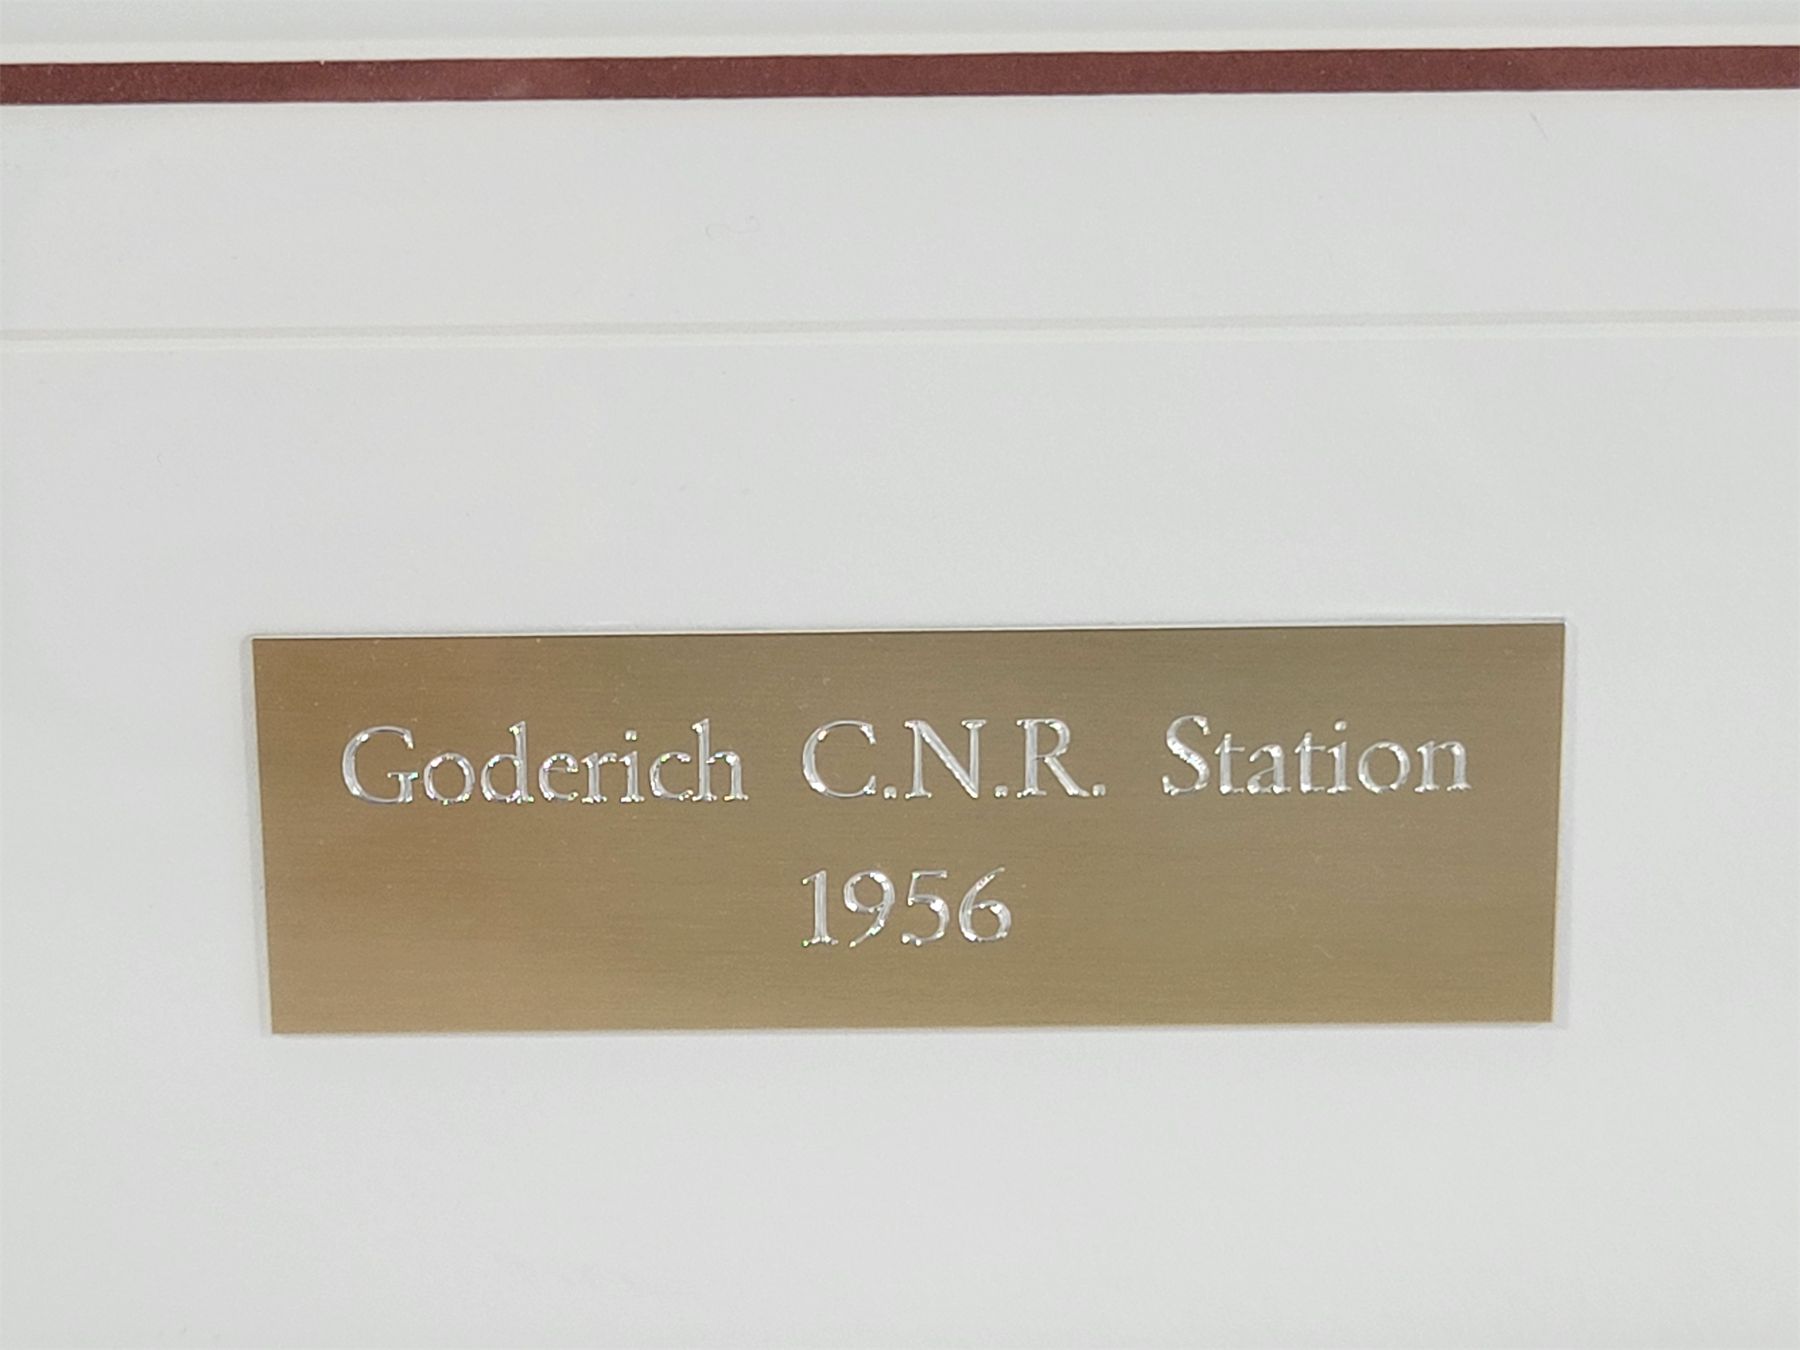 Goderich C.N.R. Station
1956